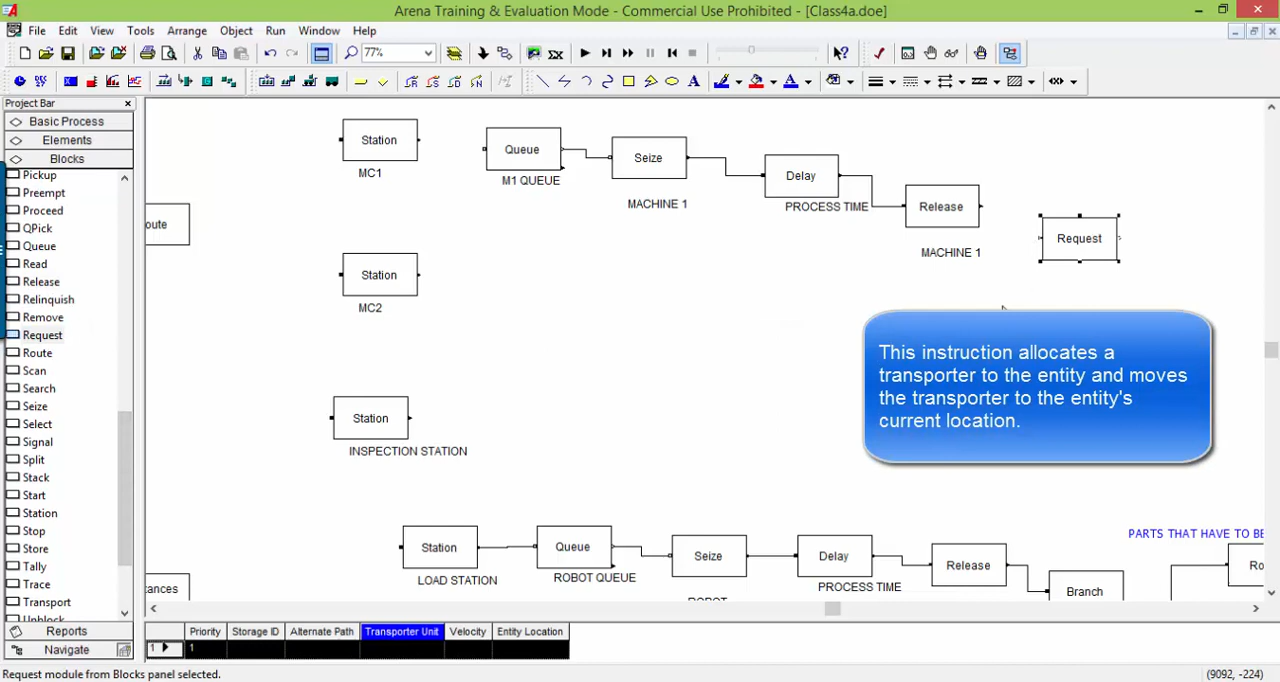 Arena Training & Evaluation Mode - Commercial Use Prohibited - [Class4a.doe]
File Edit View Tools Arrange Object Run Window Help
77%
Project Bar
Basic Process
Elements
Blocks
Pickup
Preempt
Proceed
QPick
Queue
Read
Release
Relinquish
Remove
Request
Route
Scan
Search
Seize
Select
Signal
Split
Stack
Start
Station
Stop
Store
Tally
Trace
Transport
Unblock
Reports
Navigate
Station
MC1
Queue
M1 QUEUE
Seize
MACHINE 1
Delay
PROCESS TIME
Release
MACHINE 1
Request
oute
Station
MC2
This instruction allocates a
transporter to the entity and moves
the transporter to the entity's
current location.
Station
INSPECTION STATION
Station
LOAD STATION
Queue
ROBOT QUEUE
Seize
ROBOT
Delay
PROCESS TIME
Release
Branch
PARTS THAT HAVE TO BE
Ro
tances
Priority Storage ID Alternate Path Transporter Unit Velocity Entity Location
1 1
Request module from Blocks panel selected.
(9092, -224)